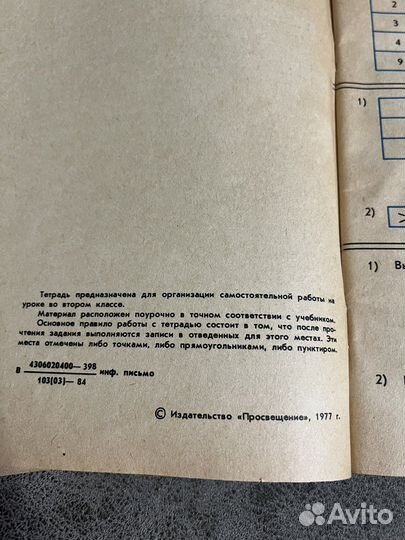 Тетрадь предназначена для организации самостоятельной работы на
уроке во втором классе.
Материал расположен поурочно в точном соответствии с учебником.
Основное правило работы с тетрадью состоит в том, что после про-
чтения задания выполняются записи в отведенных для этого местах. Эти
места отмечены либо точками, либо прямоугольниками, либо пунктиром.
4306020400—398
В инф. письмо
103(03)—84
© Издательство «Просвещение», 1977 г.
2
3
4
9
1)
2)
1) Вы
2)
Avito